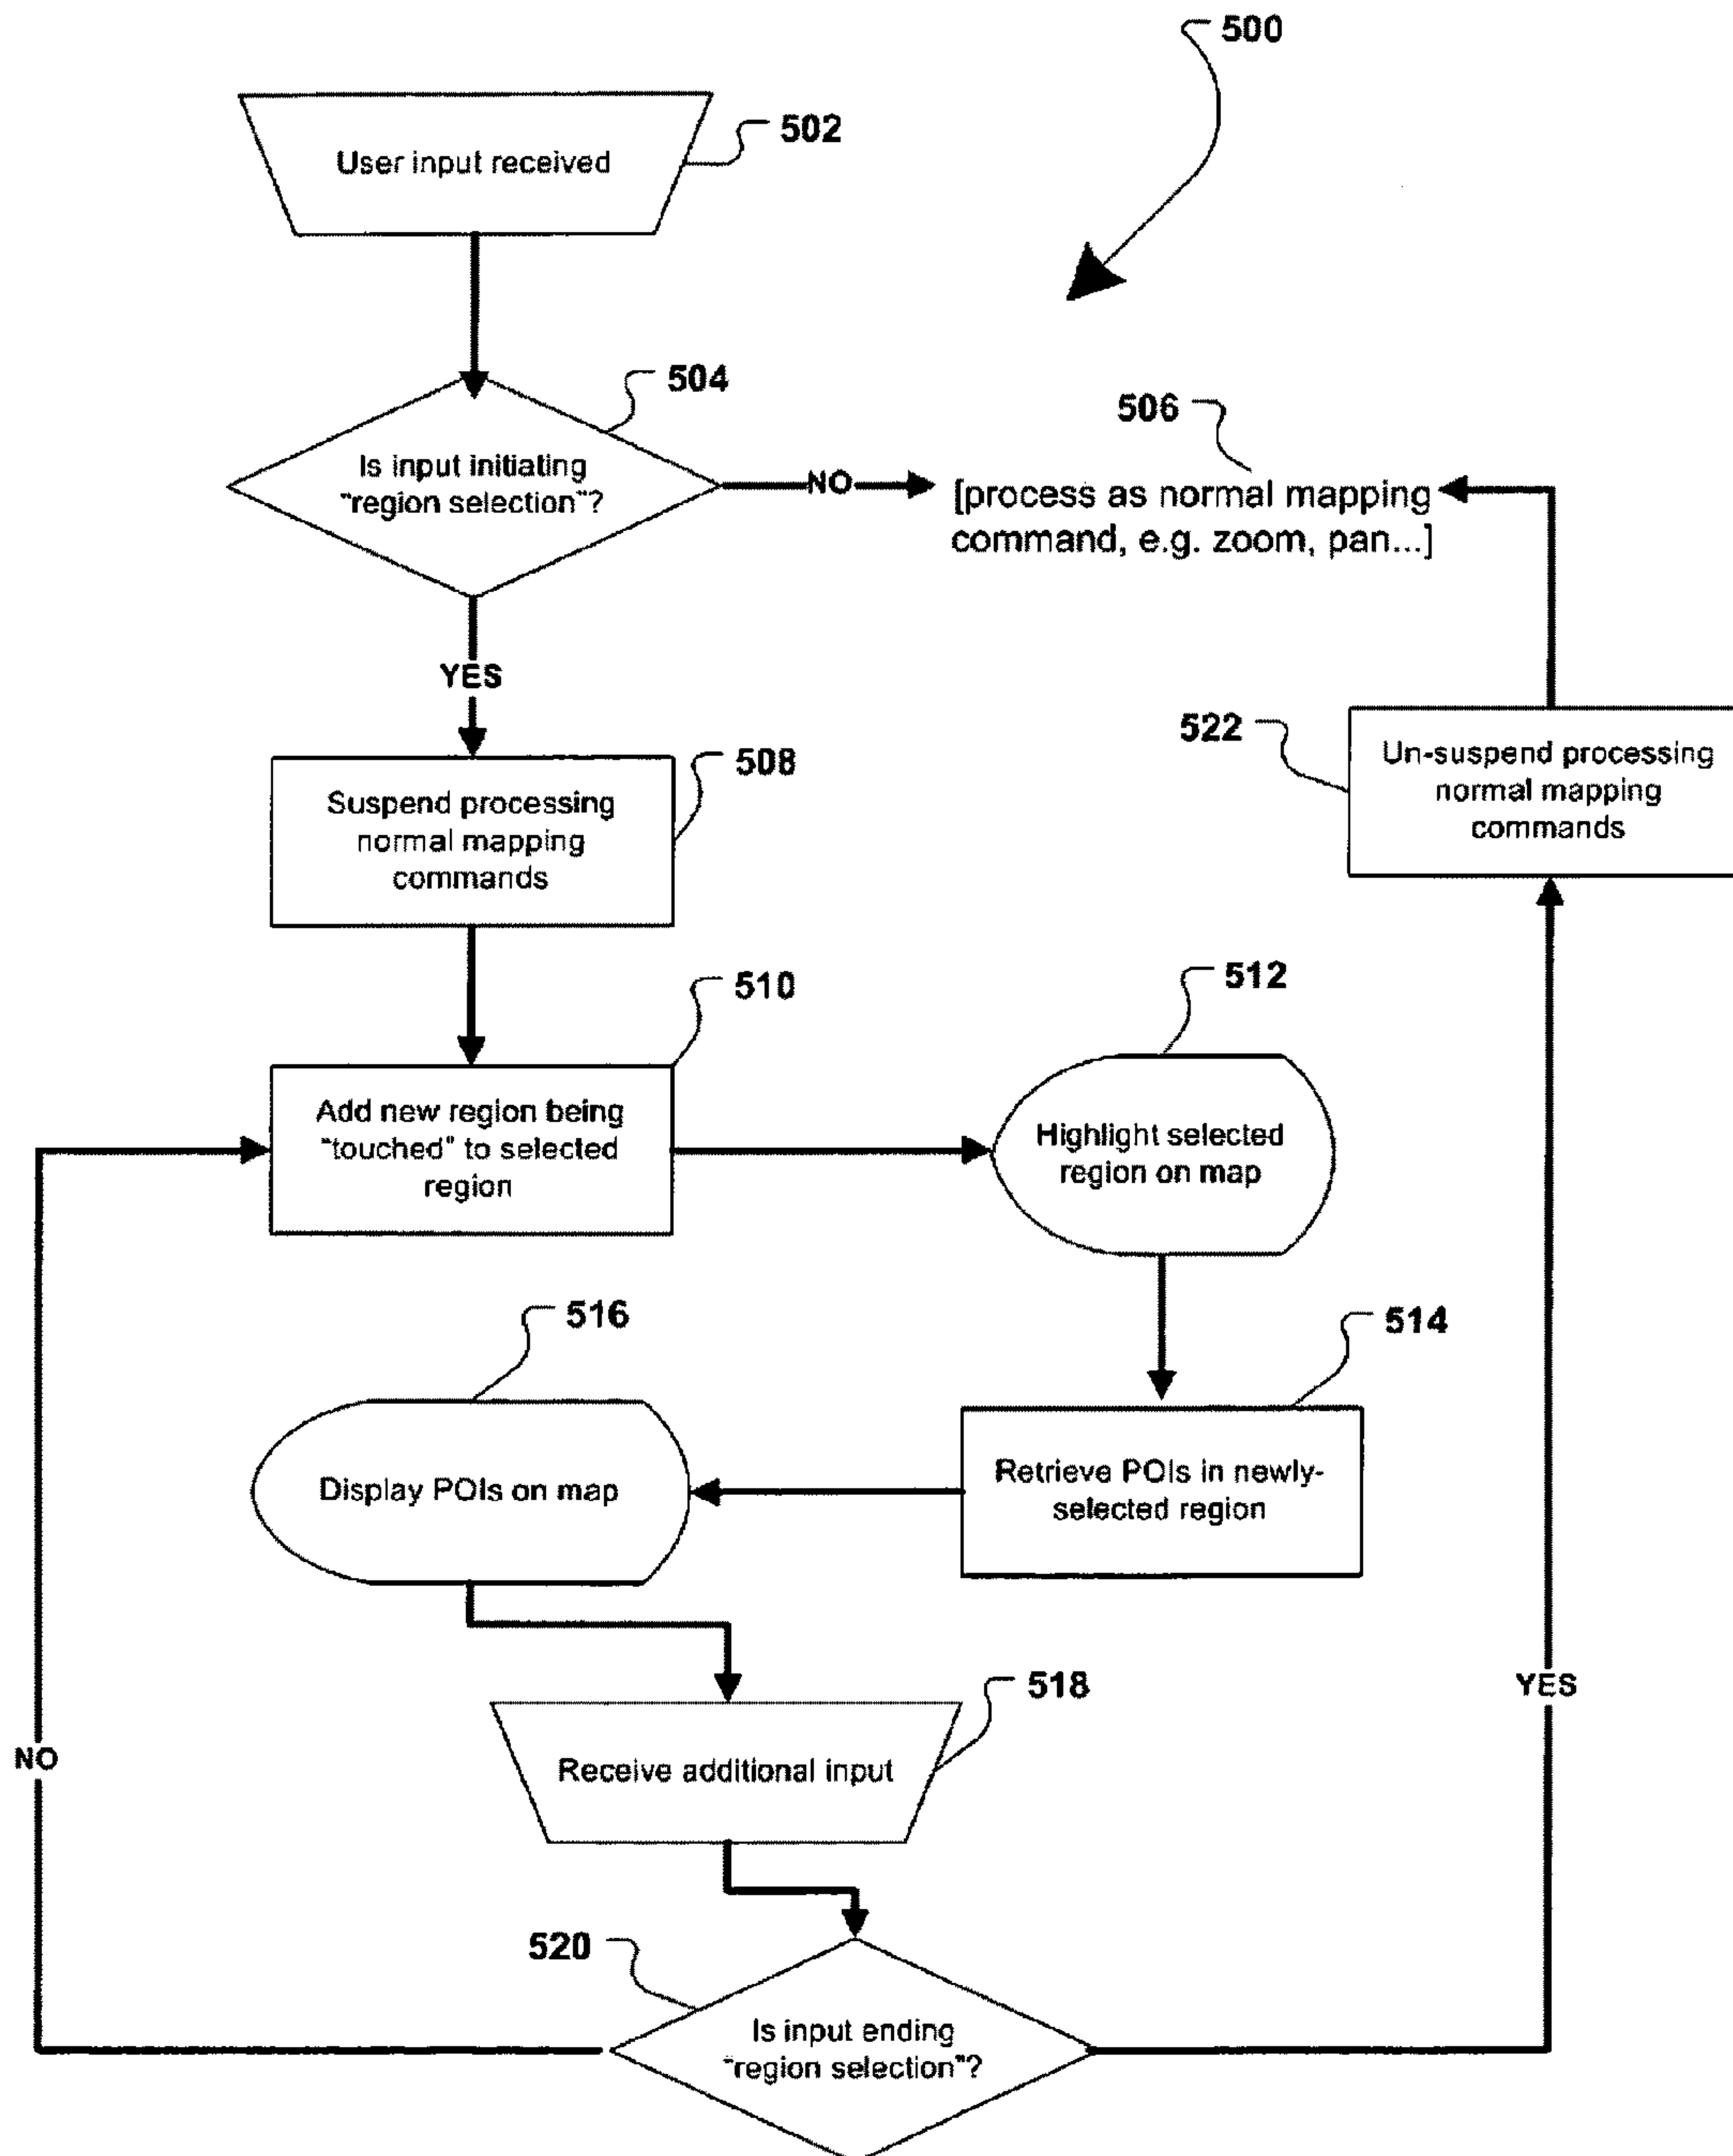 500
502
User input received
504
Is input initiating
"region selection"?
NO
506
[process as normal mapping
command, e.g. zoom, pan...]
YES
508
Suspend processing
normal mapping
commands
522
Un-suspend processing
normal mapping
commands
510
Add new region being
"touched" to selected
region
512
Highlight selected
region on map
516
Display POIs on map
514
Retrieve POIs in newly-
selected region
518
Receive additional input
YES
NO
520
Is input ending
"region selection"?